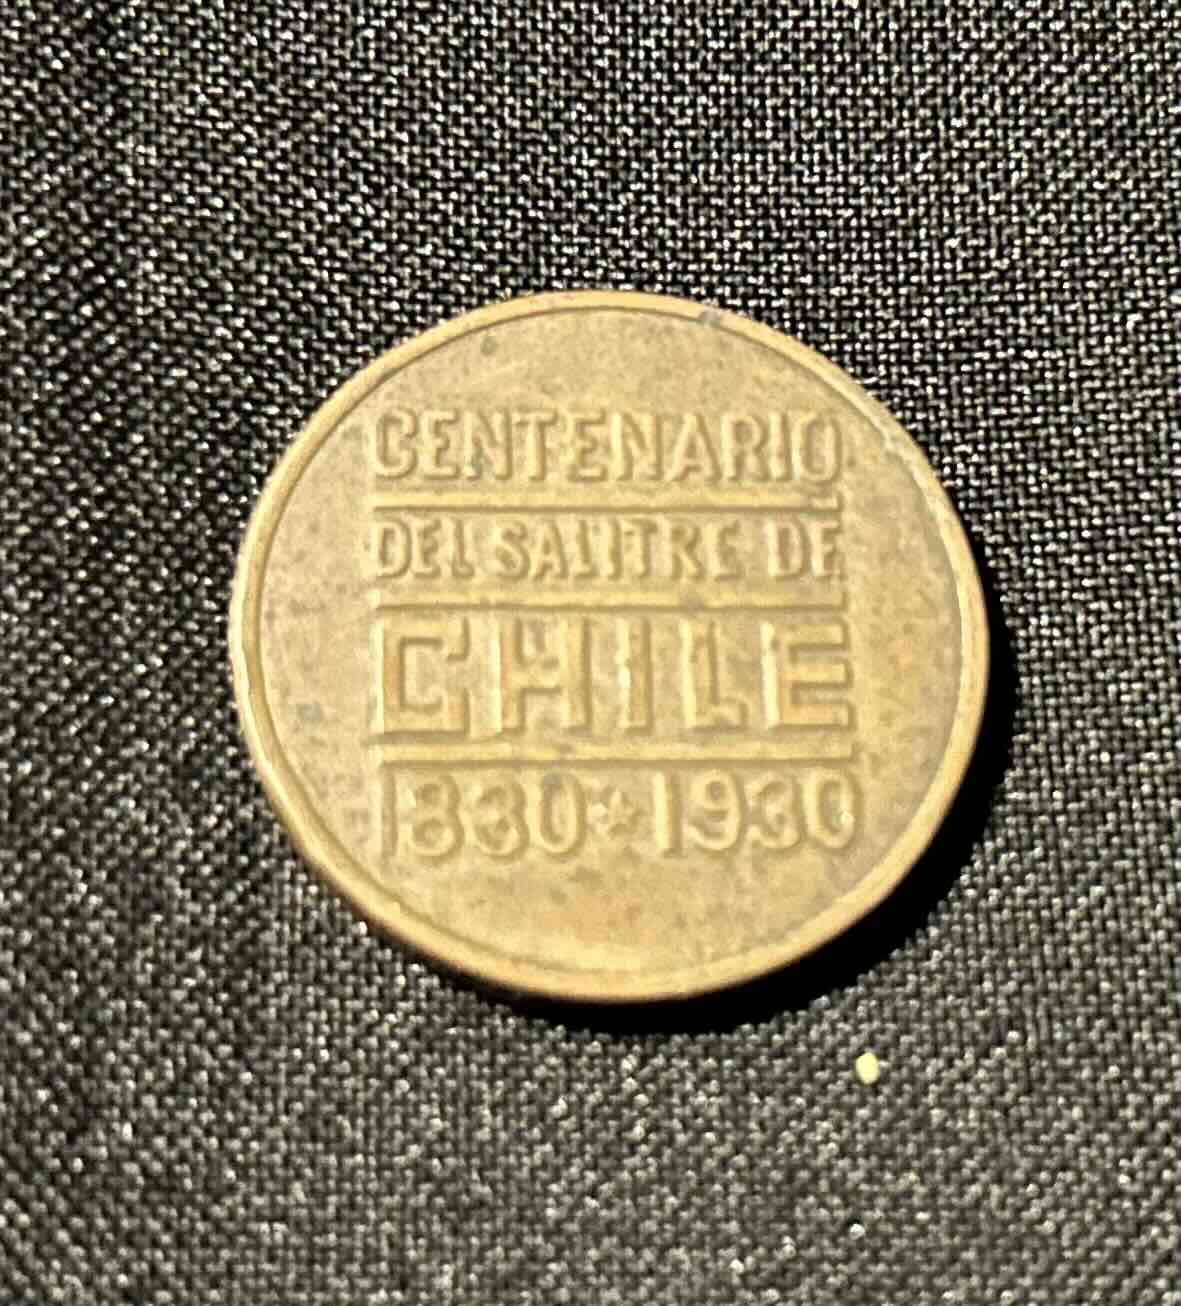 CENTENARIO
DEL SALITRE DE
CHILE
1830★1930